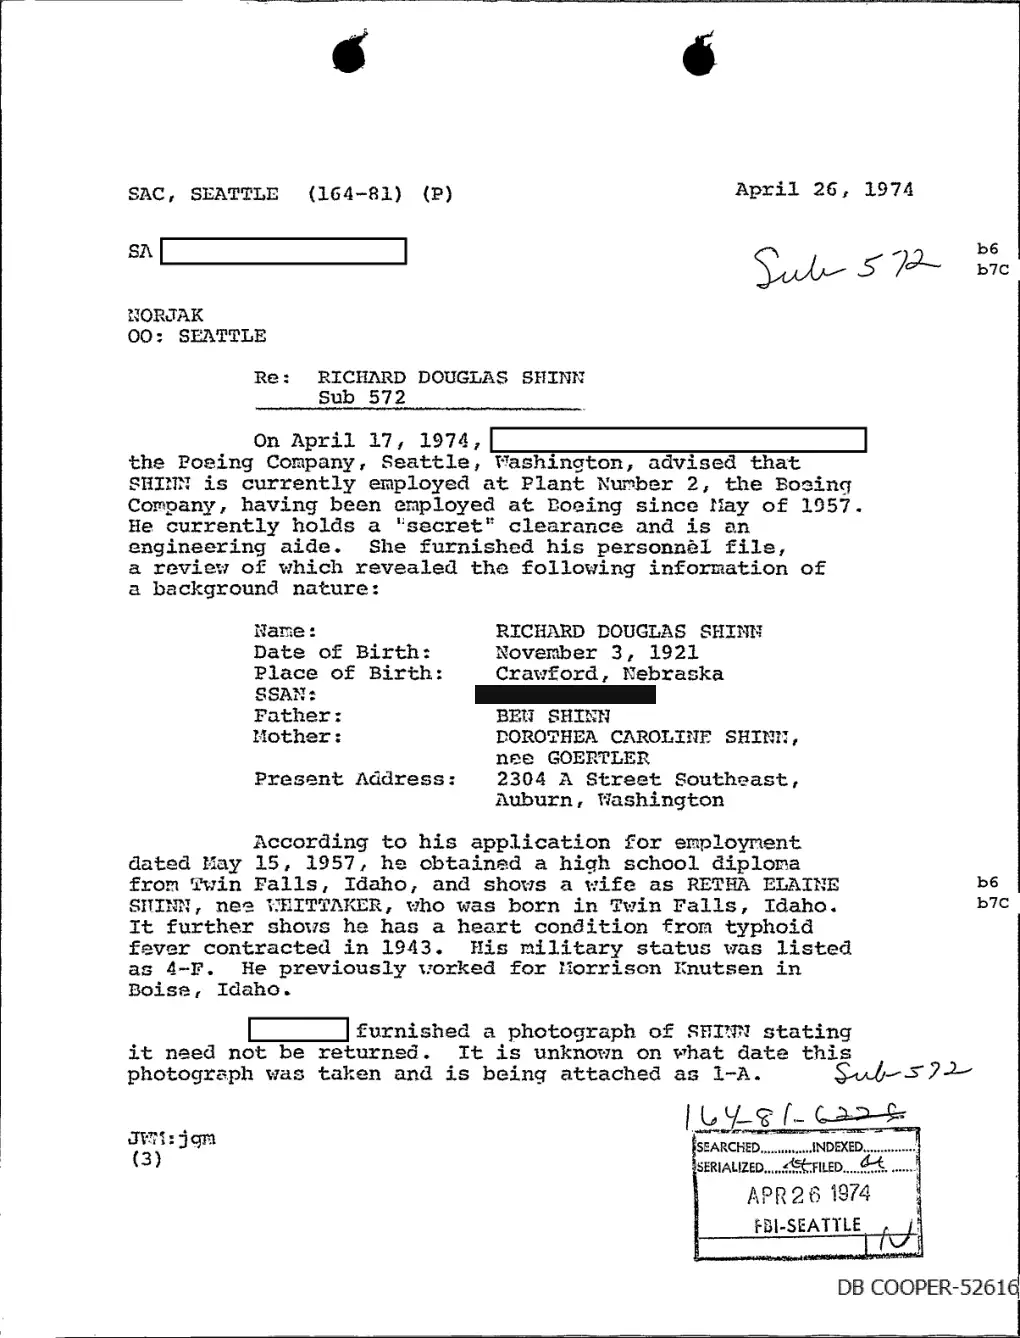 SAC, SEATTLE (164-81) (P)
April 26, 1974
SA
b6
b7C
Sub 572
NORJAK
OO: SEATTLE
Re: RICHARD DOUGLAS SHINN
Sub 572
On April 17, 1974,
the Boeing Company, Seattle, Washington, advised that
SHINN is currently employed at Plant Number 2, the Boeing
Company, having been employed at Boeing since May of 1957.
He currently holds a "secret" clearance and is an
engineering aide. She furnished his personnel file,
a review of which revealed the following information of
a background nature:
Name: RICHARD DOUGLAS SHINN
Date of Birth: November 3, 1921
Place of Birth: Crawford, Nebraska
SSAN:
Father: BEN SHINN
Mother: DOROTHEA CAROLINE SHINN,
nee GOERTLER
Present Address: 2304 A Street Southeast,
Auburn, Washington
According to his application for employment
dated May 15, 1957, he obtained a high school diploma
from Twin Falls, Idaho, and shows a wife as RETHA ELAINE
SHINN, nee WHITTAKER, who was born in Twin Falls, Idaho.
It further shows he has a heart condition from typhoid
fever contracted in 1943. His military status was listed
as 4-F. He previously worked for Morrison Knutsen in
Boise, Idaho.
b6
b7C
furnished a photograph of SHINN stating
it need not be returned. It is unknown on what date this
photograph was taken and is being attached as 1-A.
Sub 572
164-81-
JWM:jgm
(3)
SEARCHED..............INDEXED..............
SERIALIZED..........FILED..........
APR 26 1974
FBI-SEATTLE
DB COOPER-52616